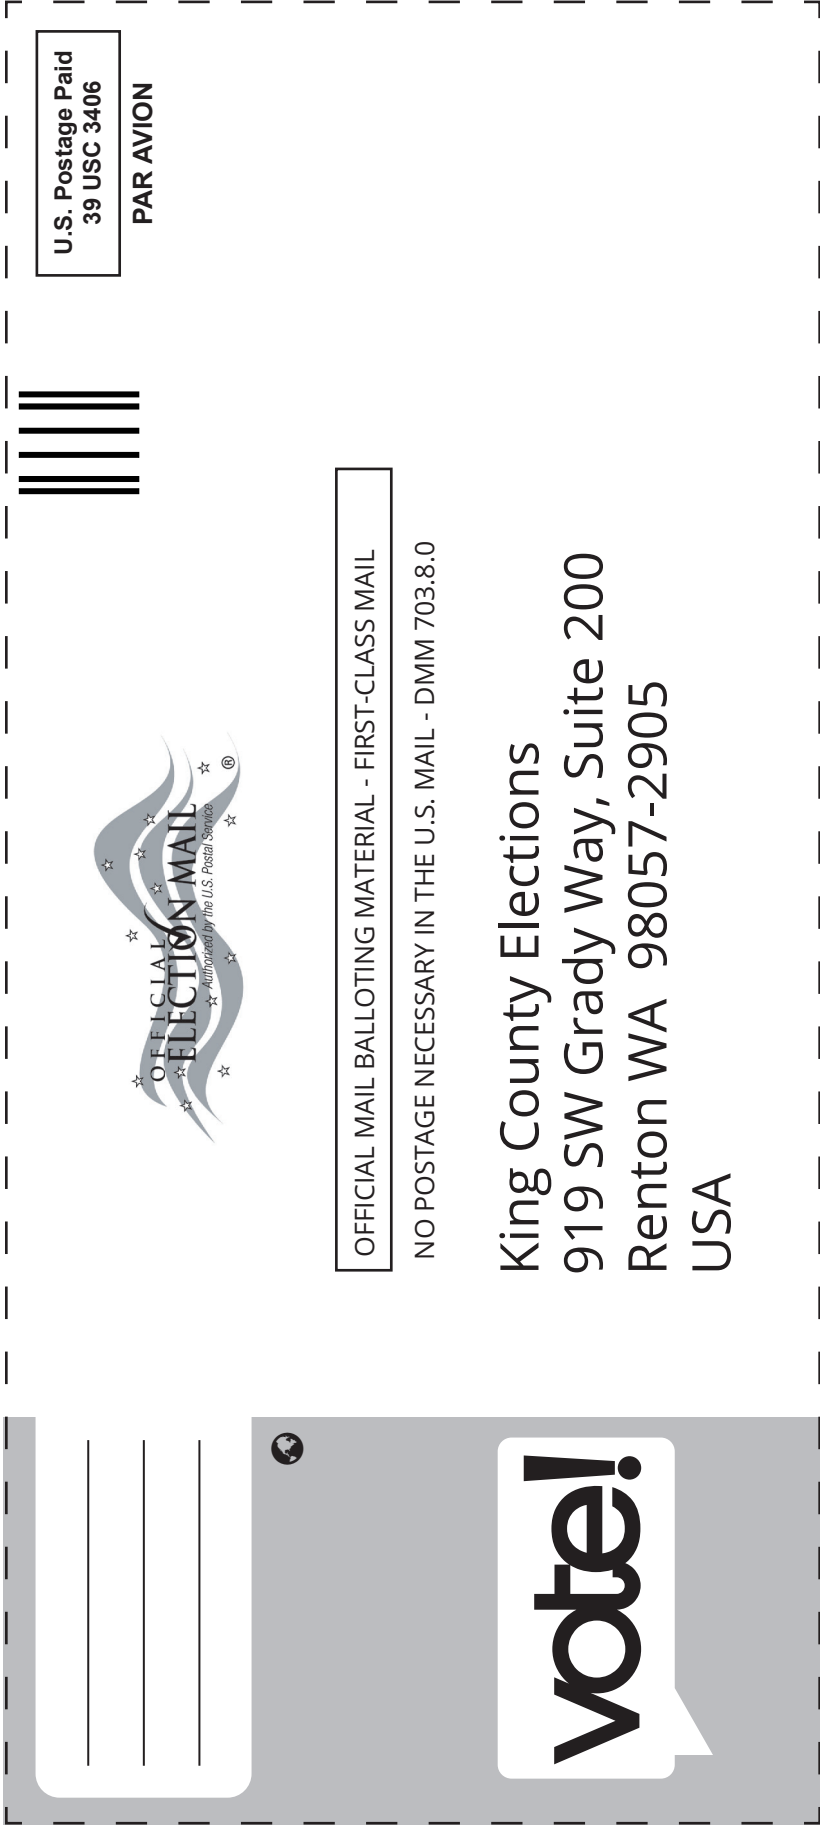 U.S. Postage Paid
39 USC 3406
PAR AVION
OFFICIAL
ELECTION MAIL
Authorized by the U.S. Postal Service
®
OFFICIAL MAIL BALLOTING MATERIAL - FIRST-CLASS MAIL
NO POSTAGE NECESSARY IN THE U.S. MAIL - DMM 703.8.0
King County Elections
919 SW Grady Way, Suite 200
Renton WA  98057-2905
USA
vote!